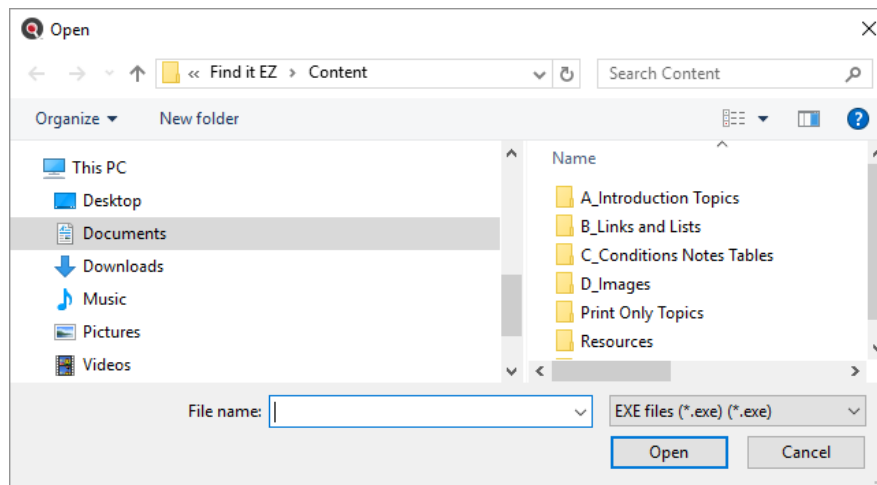 Open
« Find it EZ > Content
Search Content
Organize
New folder
This PC
Desktop
Documents
Downloads
Music
Pictures
Videos
Name
A_Introduction Topics
B_Links and Lists
C_Conditions Notes Tables
D_Images
Print Only Topics
Resources
File name:
EXE files (*.exe) (*.exe)
Open
Cancel